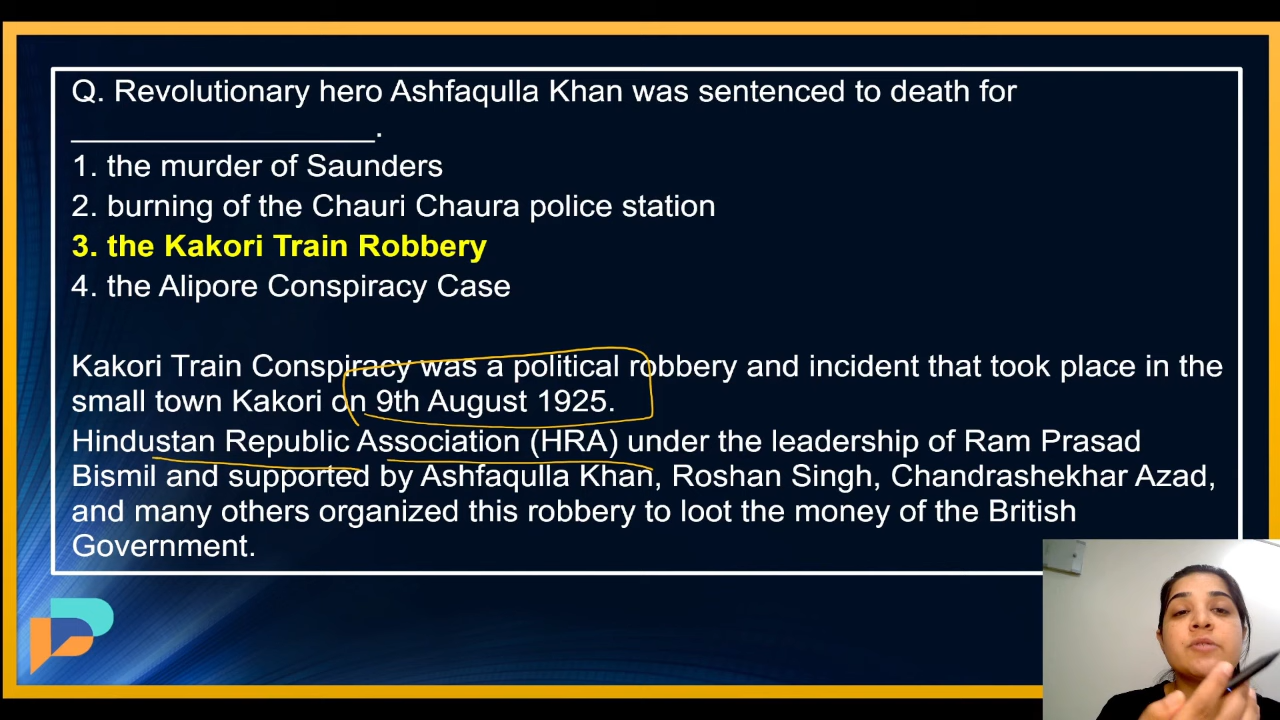 Q. Revolutionary hero Ashfaqulla Khan was sentenced to death for
__________________.
1. the murder of Saunders
2. burning of the Chauri Chaura police station
3. the Kakori Train Robbery
4. the Alipore Conspiracy Case
Kakori Train Conspiracy was a political robbery and incident that took place in the
small town Kakori on 9th August 1925.
Hindustan Republic Association (HRA) under the leadership of Ram Prasad
Bismil and supported by Ashfaqulla Khan, Roshan Singh, Chandrashekhar Azad,
and many others organized this robbery to loot the money of the British
Government.